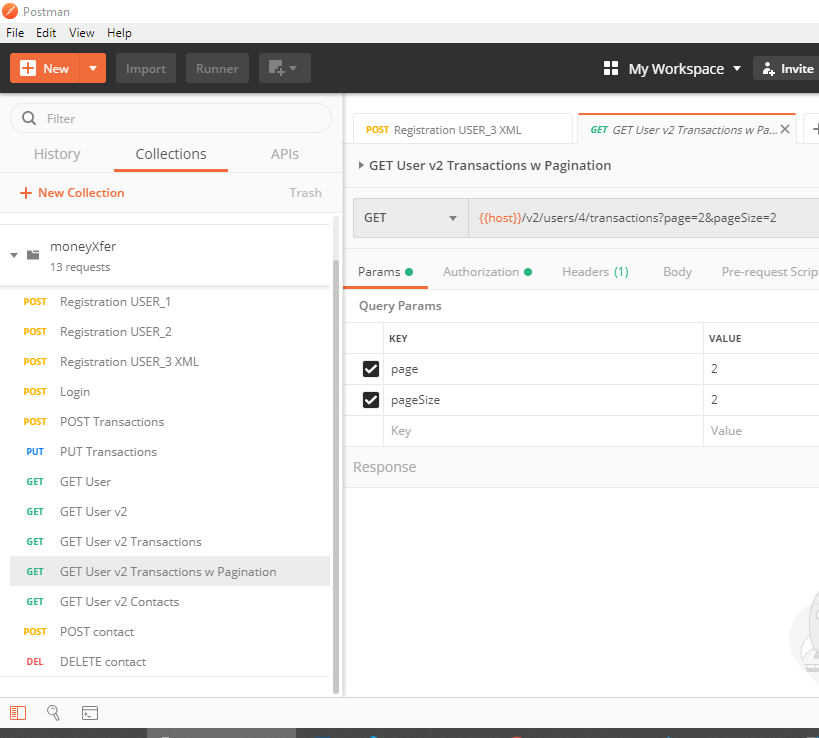 Postman
File Edit View Help
New Import Runner My Workspace Invite
Filter
History Collections APIs
New Collection Trash
moneyXfer
13 requests
POST Registration USER_1
POST Registration USER_2
POST Registration USER_3 XML
POST Login
POST POST Transactions
PUT PUT Transactions
GET GET User
GET GET User v2
GET GET User v2 Transactions
GET GET User v2 Transactions w Pagination
GET GET User v2 Contacts
POST POST contact
DEL DELETE contact
POST Registration USER_3 XML GET GET User v2 Transactions w Pa...
GET User v2 Transactions w Pagination
GET {{host}}/v2/users/4/transactions?page=2&pageSize=2
Params Authorization Headers (1) Body Pre-request Scrip
Query Params
KEY VALUE
page 2
pageSize 2
Key Value
Response